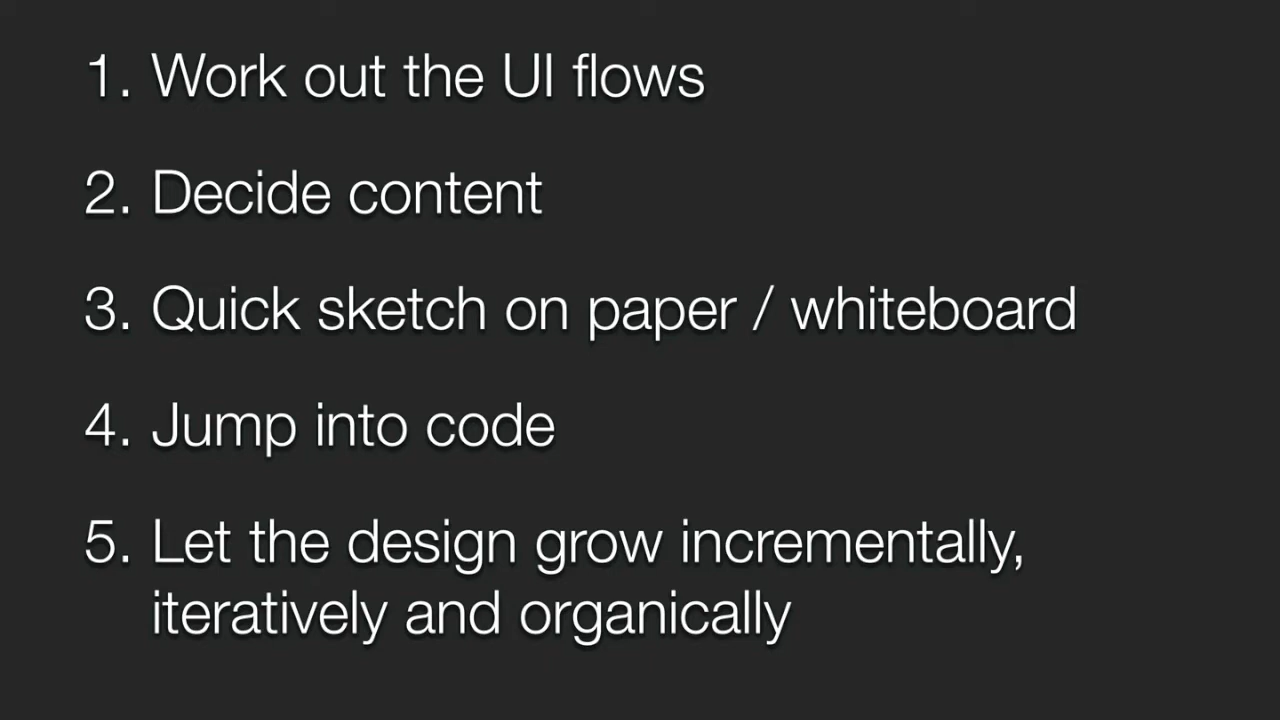 1. Work out the UI flows
2. Decide content
3. Quick sketch on paper / whiteboard
4. Jump into code
5. Let the design grow incrementally,
iteratively and organically